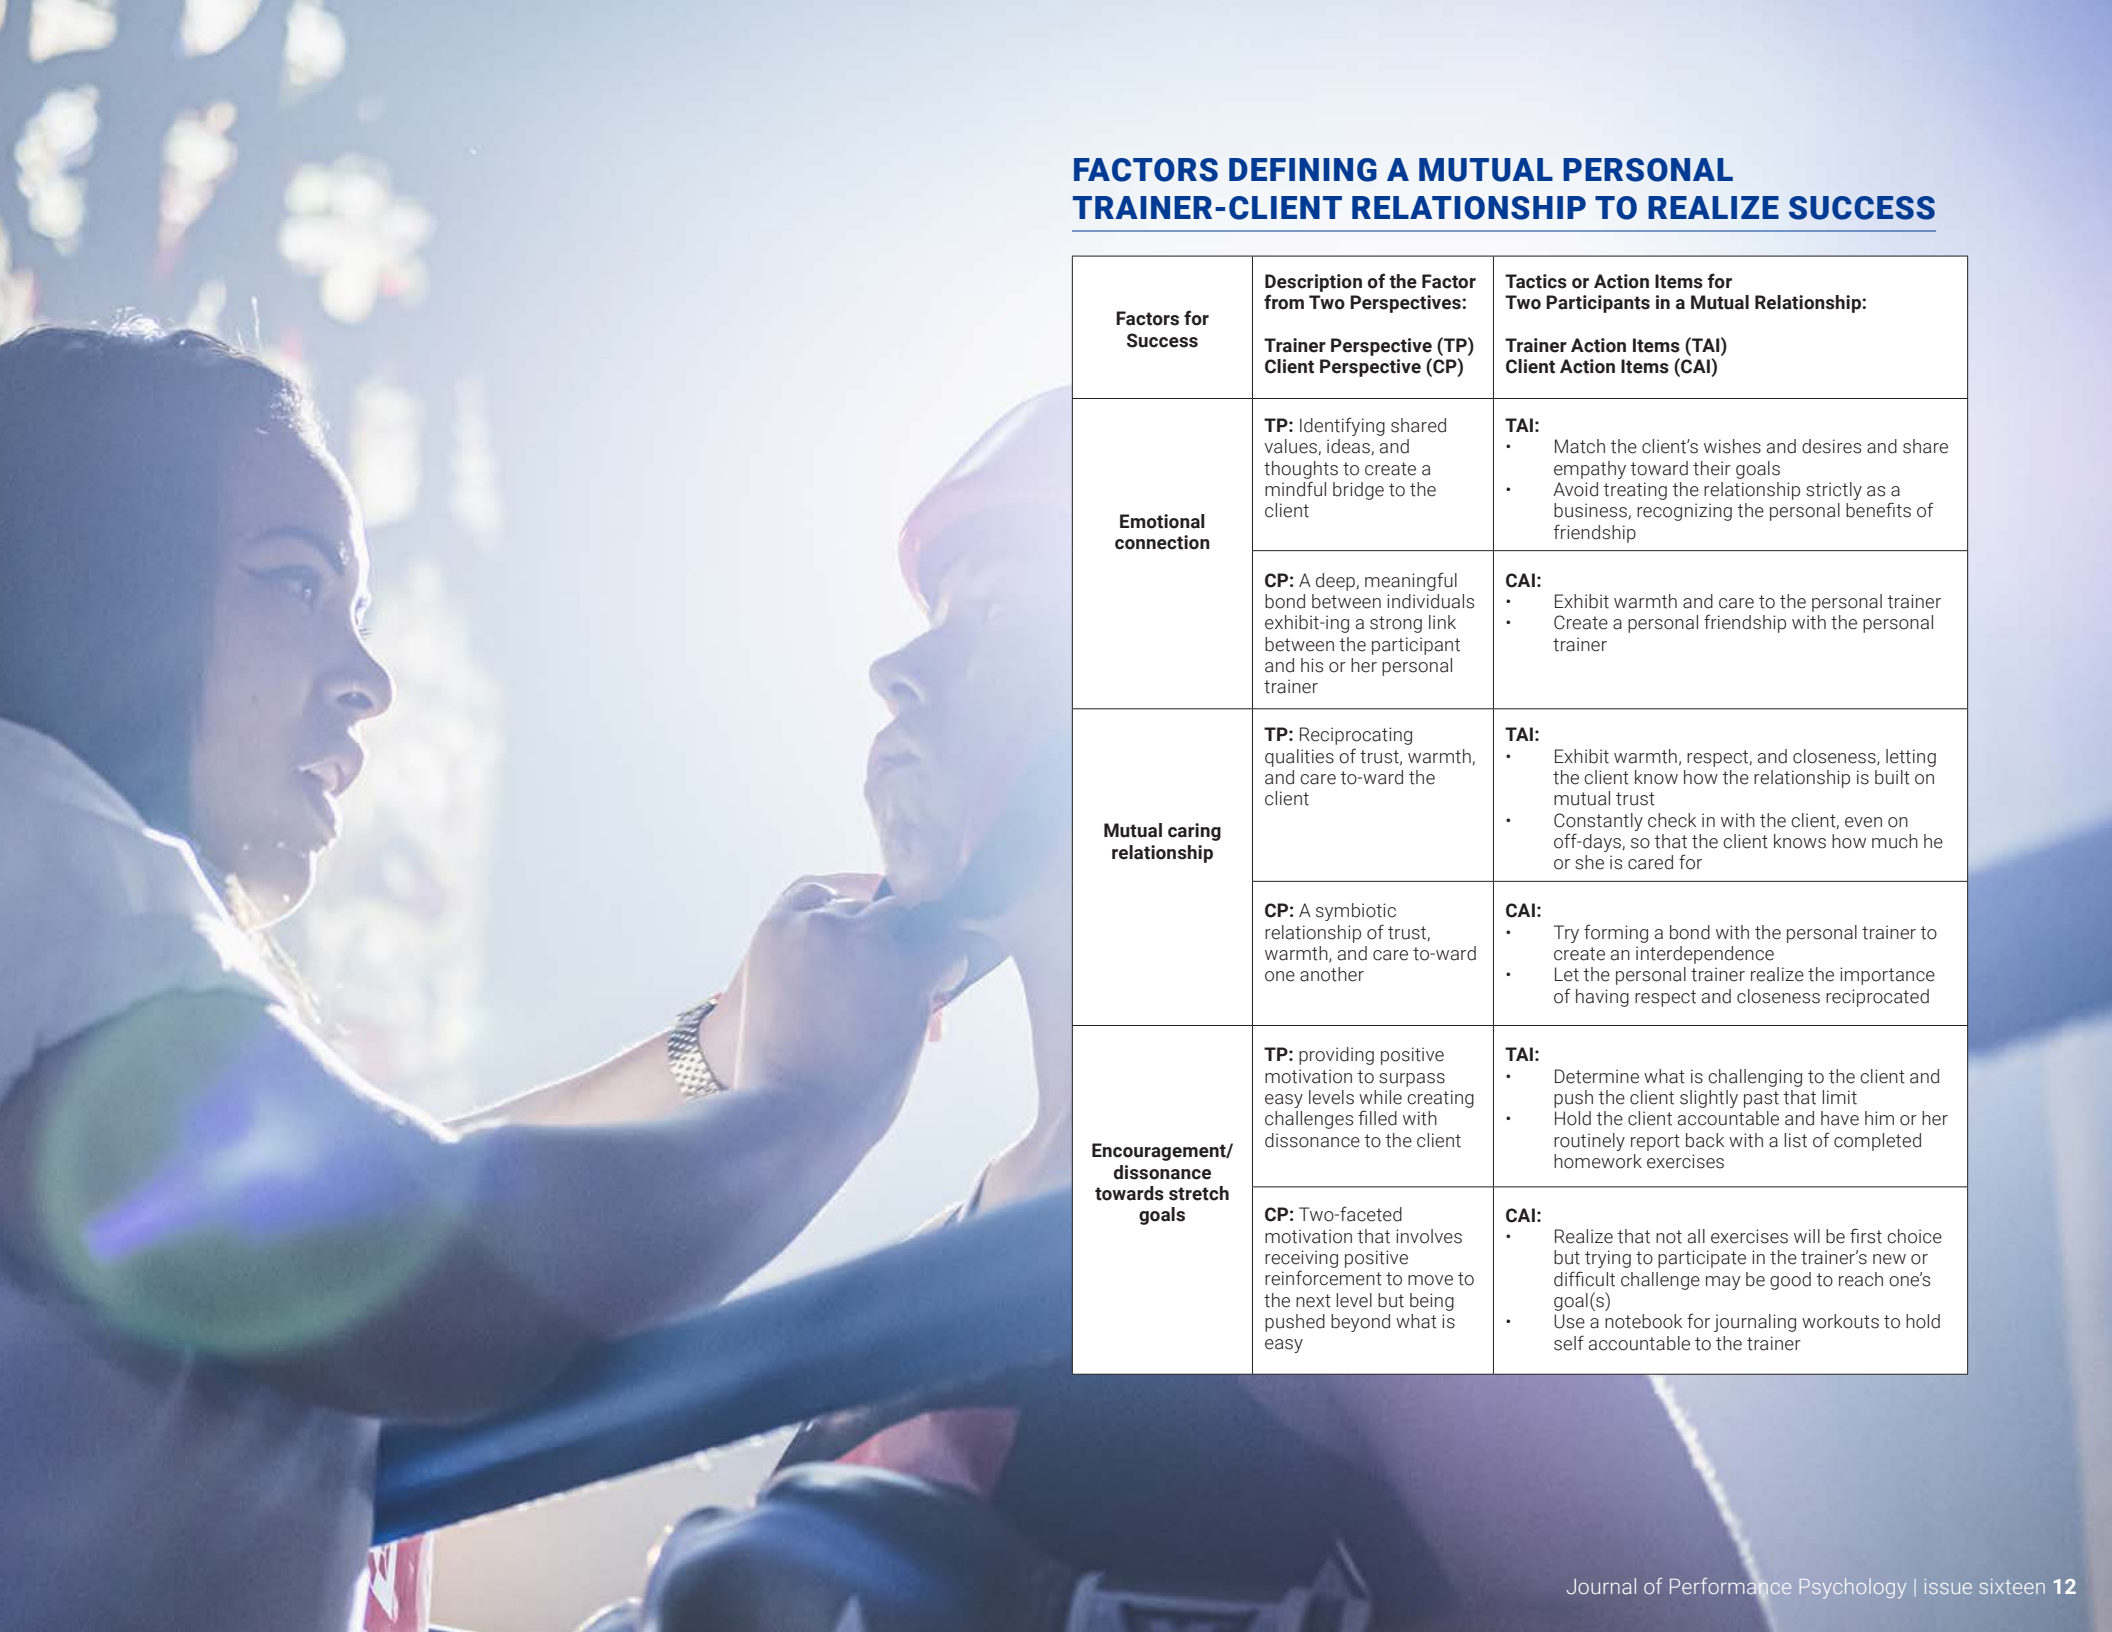 FACTORS DEFINING A MUTUAL PERSONAL
TRAINER-CLIENT RELATIONSHIP TO REALIZE SUCCESS
Factors for
Success
Description of the Factor
from Two Perspectives:
Trainer Perspective (TP)
Client Perspective (CP)
Tactics or Action Items for
Two Participants in a Mutual Relationship:
Trainer Action Items (TAI)
Client Action Items (CAI)
Emotional
connection
TP: Identifying shared
values, ideas, and
thoughts to create a
mindful bridge to the
client
TAI:
• Match the client’s wishes and desires and share
empathy toward their goals
• Avoid treating the relationship strictly as a
business, recognizing the personal benefits of
friendship
CP: A deep, meaningful
bond between individuals
exhibit-ing a strong link
between the participant
and his or her personal
trainer
CAI:
• Exhibit warmth and care to the personal trainer
• Create a personal friendship with the personal
trainer
Mutual caring
relationship
TP: Reciprocating
qualities of trust, warmth,
and care to-ward the
client
TAI:
• Exhibit warmth, respect, and closeness, letting
the client know how the relationship is built on
mutual trust
• Constantly check in with the client, even on
off-days, so that the client knows how much he
or she is cared for
CP: A symbiotic
relationship of trust,
warmth, and care to-ward
one another
CAI:
• Try forming a bond with the personal trainer to
create an interdependence
• Let the personal trainer realize the importance
of having respect and closeness reciprocated
Encouragement/
dissonance
towards stretch
goals
TP: providing positive
motivation to surpass
easy levels while creating
challenges filled with
dissonance to the client
TAI:
• Determine what is challenging to the client and
push the client slightly past that limit
• Hold the client accountable and have him or her
routinely report back with a list of completed
homework exercises
CP: Two-faceted
motivation that involves
receiving positive
reinforcement to move to
the next level but being
pushed beyond what is
easy
CAI:
• Realize that not all exercises will be first choice
but trying to participate in the trainer’s new or
difficult challenge may be good to reach one’s
goal(s)
• Use a notebook for journaling workouts to hold
self accountable to the trainer
Journal of Performance Psychology | issue sixteen 12